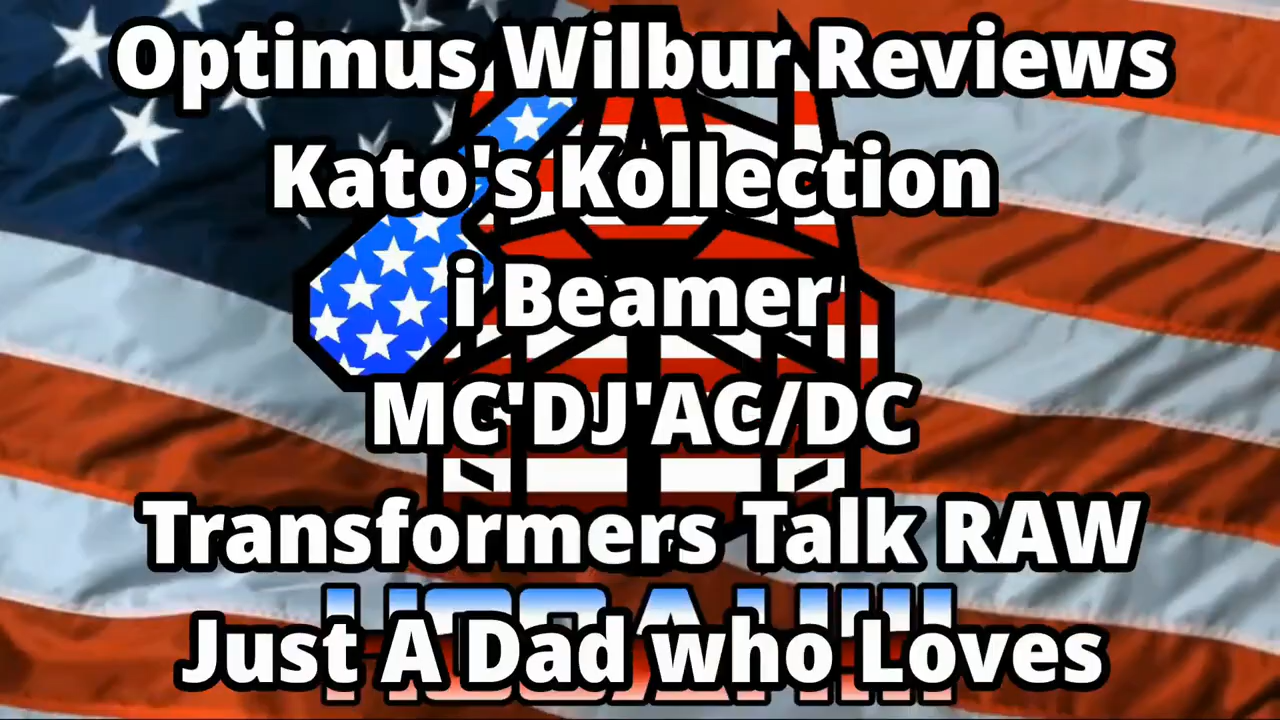 Optimus Wilbur Reviews
Kato's Kollection
i Beamer
MC'DJ'AC/DC
Transformers Talk RAW
Just A Dad who Loves